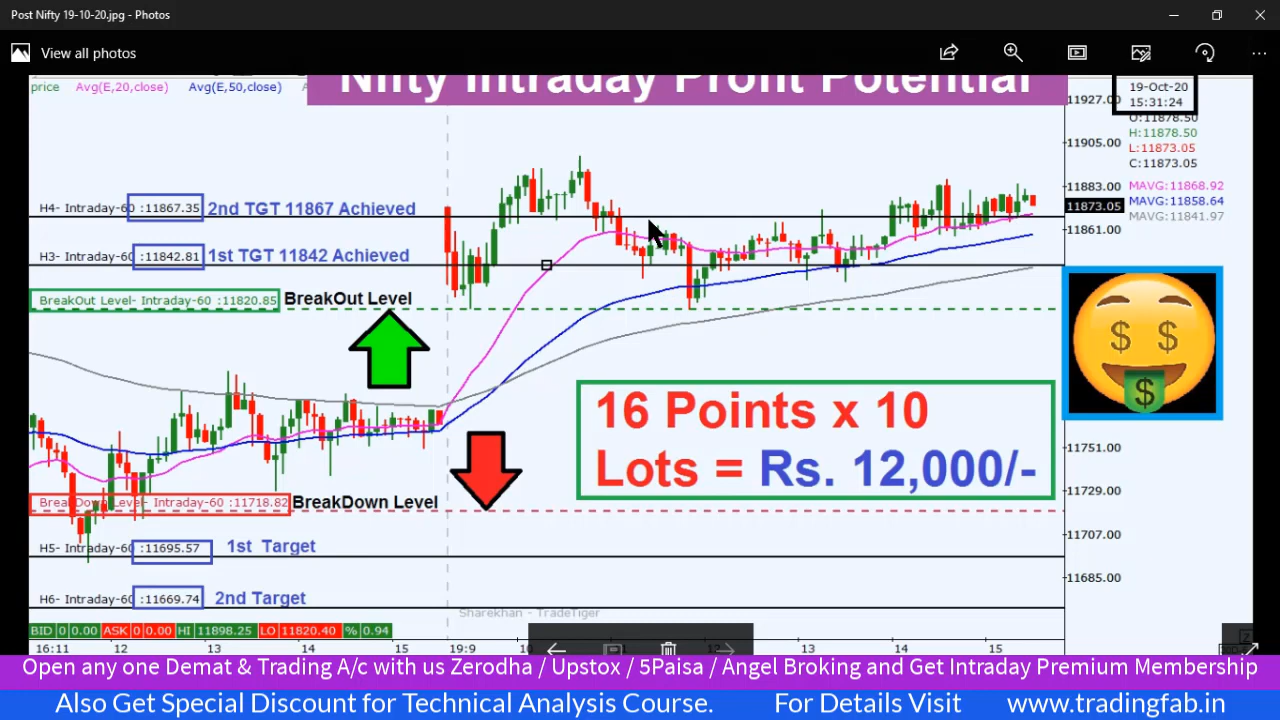 Post Nifty 19-10-20.jpg - Photos
View all photos
Nifty Intraday Profit Potential
price Avg(E,20,close) Avg(E,50,close)
19-Oct-20
15:31:24
O:11878.50
H:11878.50
L:11873.05
C:11873.05
MAVG:11868.92
MAVG:11858.64
MAVG:11841.97
11927.00
11905.00
11883.00
11873.05
11861.00
11751.00
11729.00
11707.00
11685.00
H4- Intraday-60 :11867.35 2nd TGT 11867 Achieved
H3- Intraday-60 :11842.81 1st TGT 11842 Achieved
BreakOut Level- Intraday-60 :11820.85 BreakOut Level
16 Points x 10
Lots = Rs. 12,000/-
BreakDown Level- Intraday-60 :11718.82 BreakDown Level
H5- Intraday-60 :11695.57 1st Target
H6- Intraday-60 :11669.74 2nd Target
Sharekhan - TradeTiger
BID 0 0.00 ASK 0 0.00 HI 11898.25 LO 11820.40 % 0.94
16:11 12 13 14 15 19:9 10 12 13 14 15
Open any one Demat & Trading A/c with us Zerodha / Upstox / 5Paisa / Angel Broking and Get Intraday Premium Membership
Also Get Special Discount for Technical Analysis Course. For Details Visit www.tradingfab.in